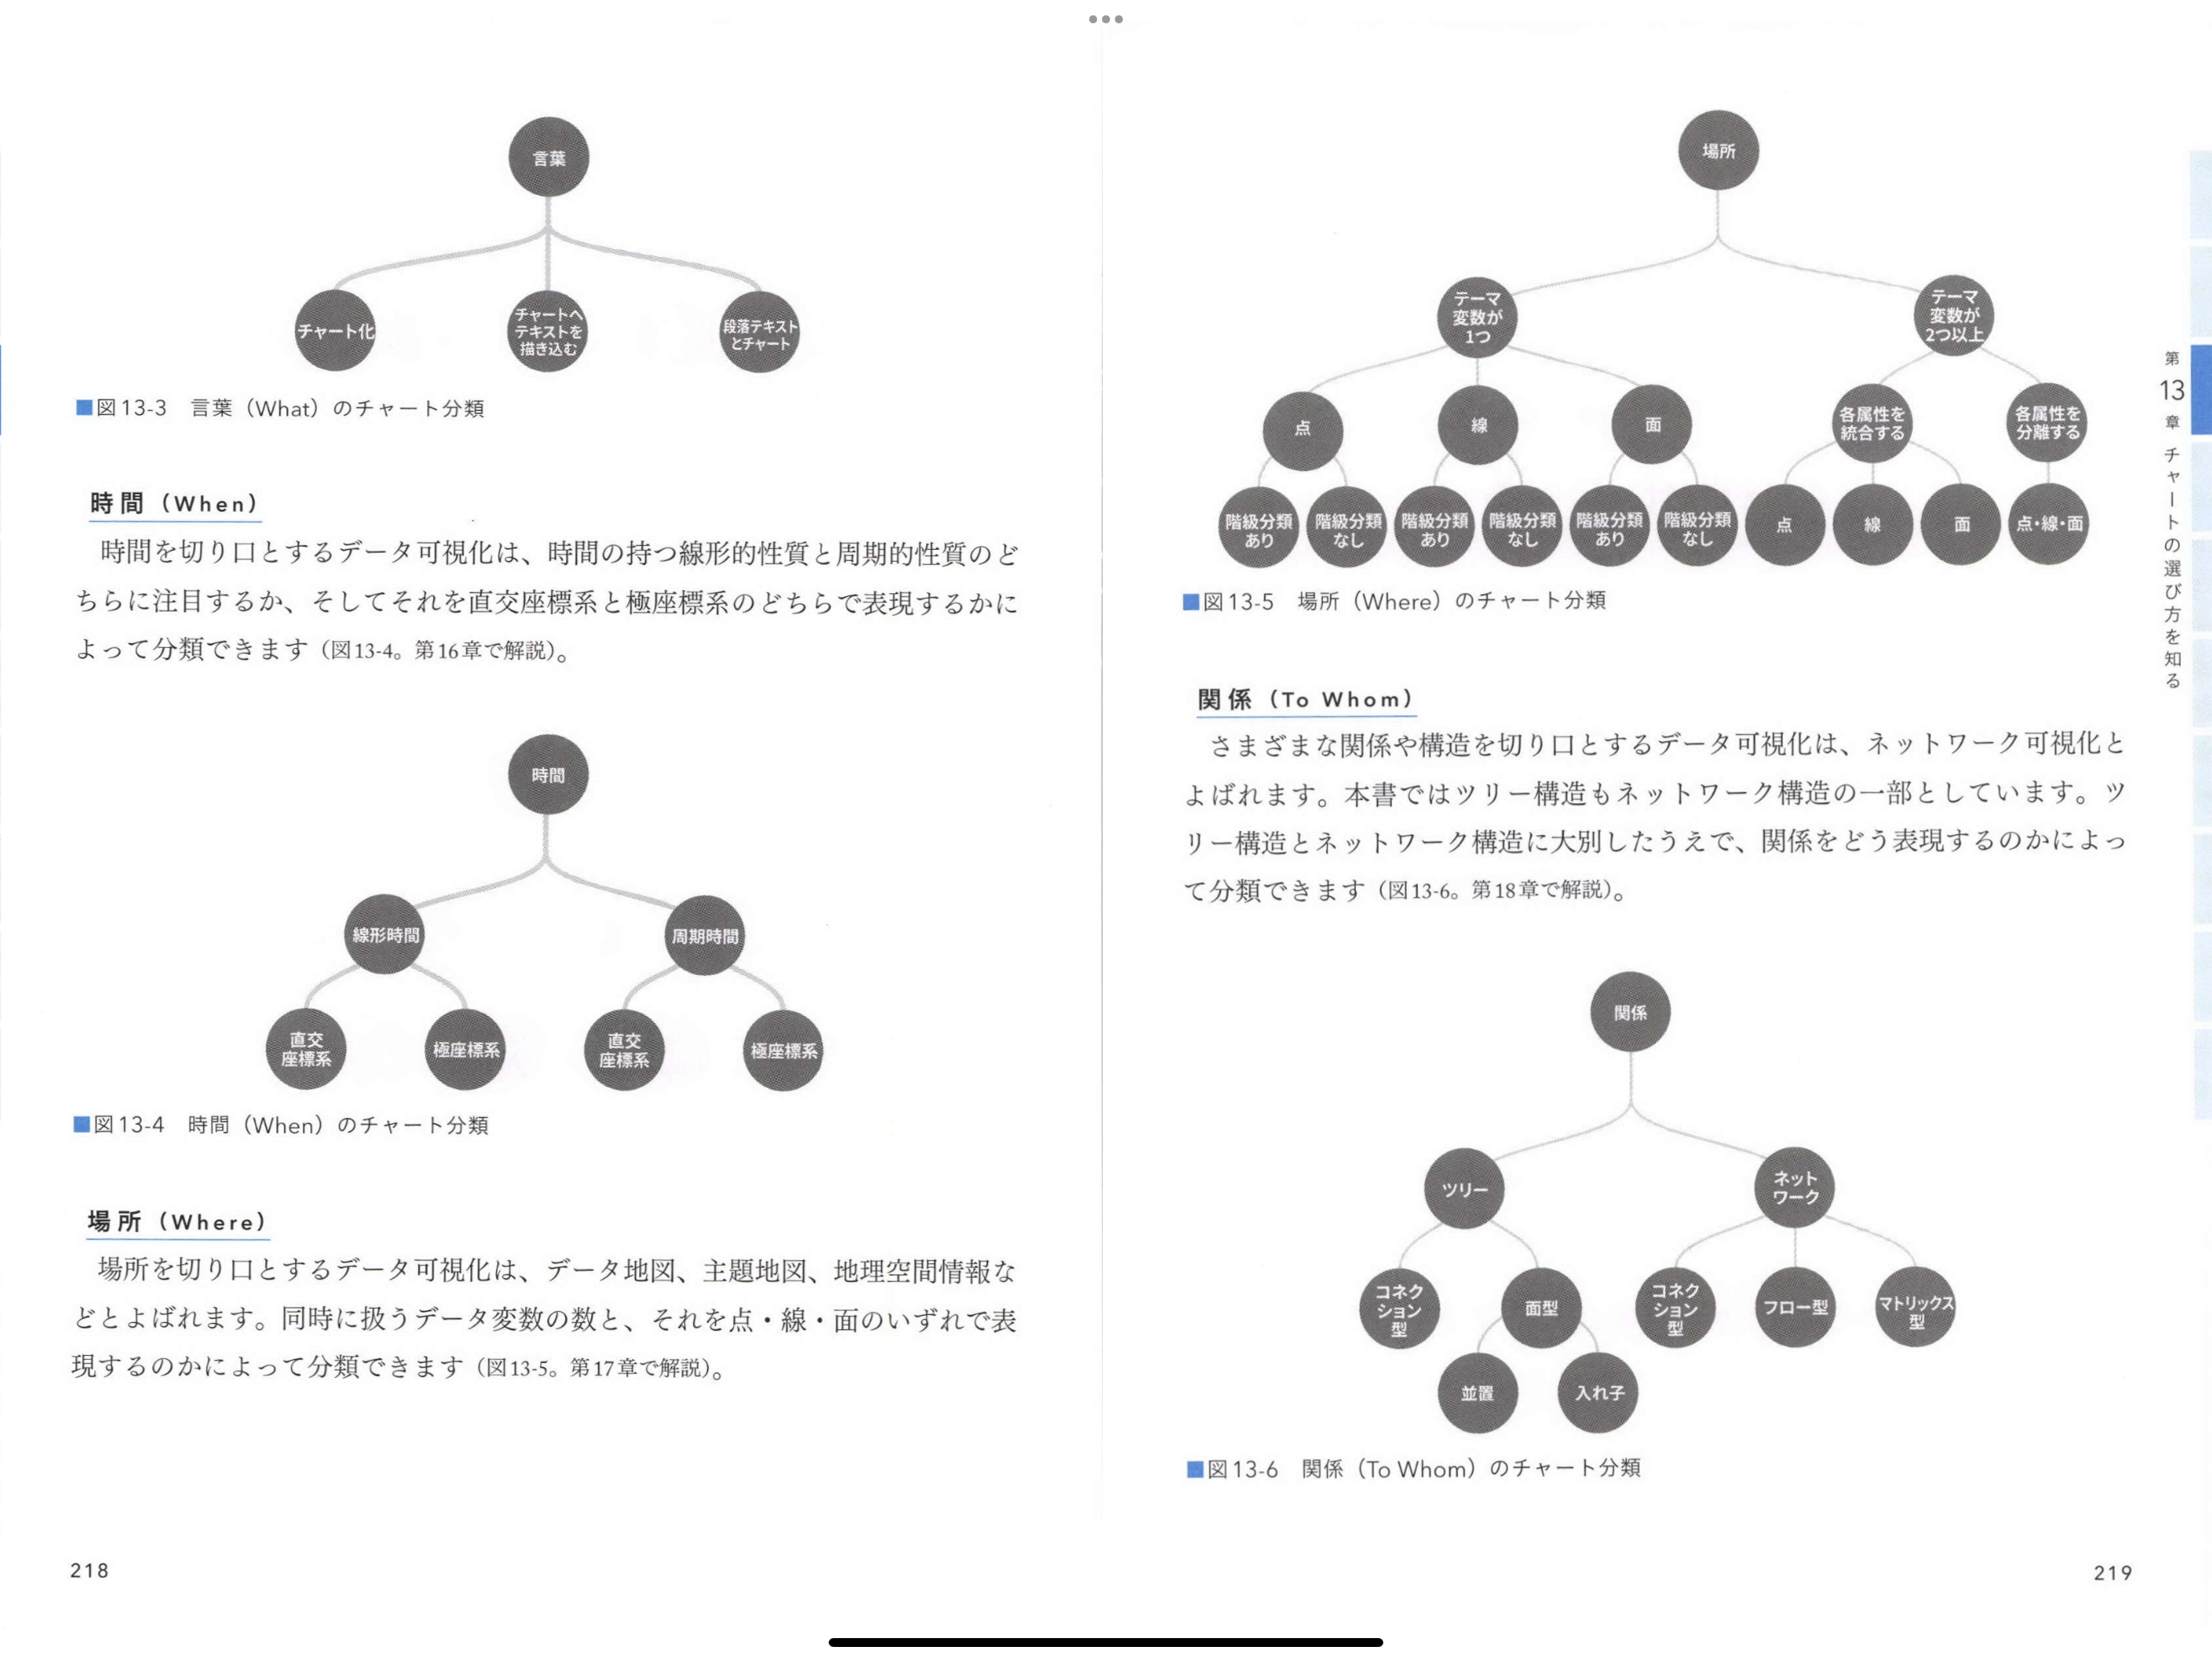 言葉
チャート化
チャートへ
テキストを
描き込む
段落テキスト
とチャート
■図13-3 言葉（What）のチャート分類
時間（When）
時間を切り口とするデータ可視化は、時間の持つ線形的性質と周期的性質のど
ちらに注目するか、そしてそれを直交座標系と極座標系のどちらで表現するかに
よって分類できます（図13-4。第16章で解説）。
時間
線形時間
周期時間
直交
座標系
極座標系
直交
座標系
極座標系
■図13-4 時間（When）のチャート分類
場所（Where）
場所を切り口とするデータ可視化は、データ地図、主題地図、地理空間情報な
どとよばれます。同時に扱うデータ変数の数と、それを点・線・面のいずれで表
現するのかによって分類できます（図13-5。第17章で解説）。
218
場所
テーマ
変数が
1つ
テーマ
変数が
2つ以上
点
線
面
各属性を
統合する
各属性を
分離する
階級分類
あり
階級分類
なし
階級分類
あり
階級分類
なし
階級分類
あり
階級分類
なし
点
線
面
点・線・面
■図13-5 場所（Where）のチャート分類
関係（To Whom）
さまざまな関係や構造を切り口とするデータ可視化は、ネットワーク可視化と
よばれます。本書ではツリー構造もネットワーク構造の一部としています。ツ
リー構造とネットワーク構造に大別したうえで、関係をどう表現するのかによっ
て分類できます（図13-6。第18章で解説）。
関係
ツリー
ネット
ワーク
コネク
ション
型
面型
コネク
ション
型
フロー型
マトリックス
型
並置
入れ子
■図13-6 関係（To Whom）のチャート分類
第13章 チャートの選び方を知る
219